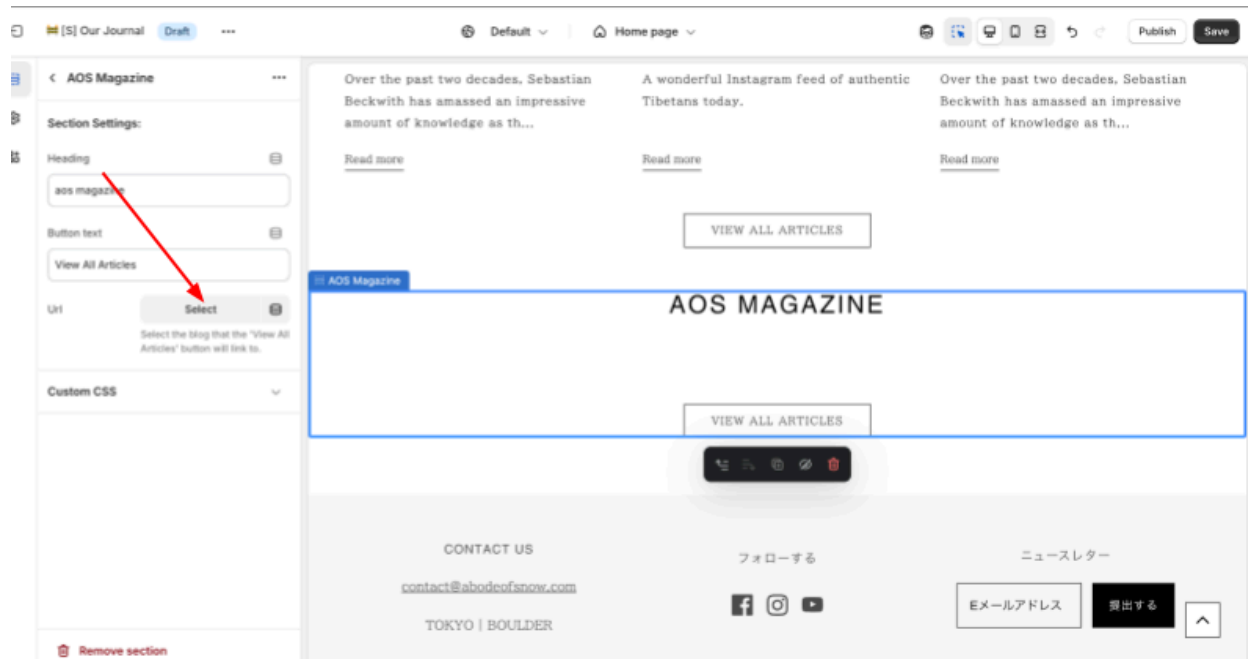 [S] Our Journal Draft
Default
Home page
Publish
Save
AOS Magazine
Section Settings:
Heading
aos magazine
Button text
View All Articles
Url
Select
Select the blog that the 'View All
Articles' button will link to.
Custom CSS
Remove section
Over the past two decades, Sebastian
Beckwith has amassed an impressive
amount of knowledge as th...
Read more
A wonderful Instagram feed of authentic
Tibetans today.
Read more
Over the past two decades, Sebastian
Beckwith has amassed an impressive
amount of knowledge as th...
Read more
VIEW ALL ARTICLES
AOS Magazine
AOS MAGAZINE
VIEW ALL ARTICLES
CONTACT US
contact@abodeofsnow.com
TOKYO | BOULDER
フォローする
ニュースレター
Eメールアドレス
提出する